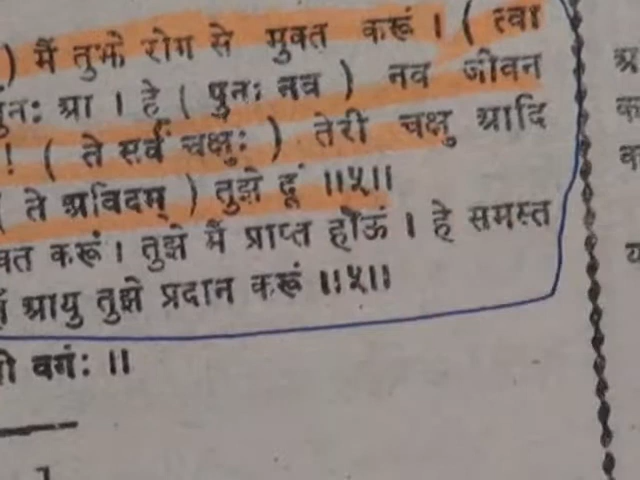 ) मैं तुझे रोग से मुक्त करूं । ( त्वा
पुनः आ । हे ( पुनः नव ) नव जीवन
! ( ते सर्वं चक्षुः ) तेरी चक्षु आदि
( ते अविदम् ) तुझे दूं ॥५॥
क्त करूं । तुझे मैं प्राप्त होऊं । हे समस्त
आयु तुझे प्रदान करूं ॥५॥
वर्गः ॥